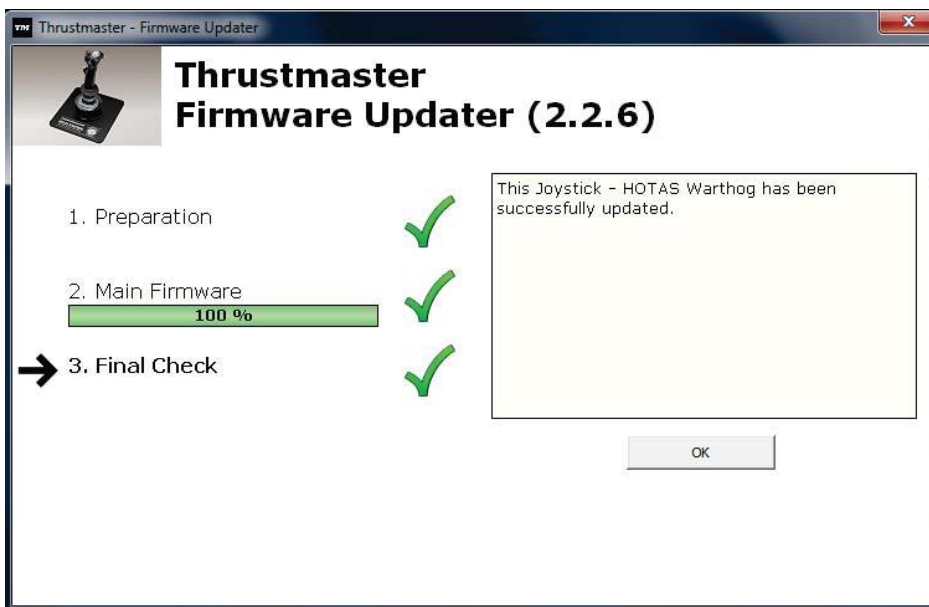 TM Thrustmaster - Firmware Updater
x
Thrustmaster
Firmware Updater (2.2.6)
1. Preparation
2. Main Firmware
100 %
3. Final Check
This Joystick - HOTAS Warthog has been
successfully updated.
OK